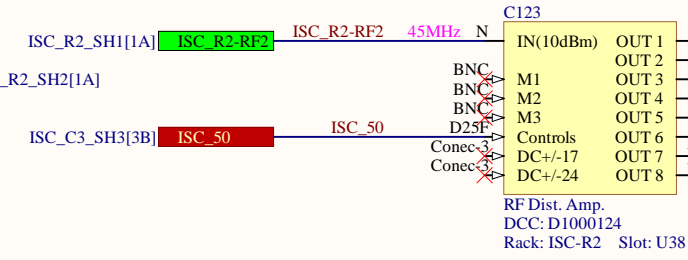 C123
ISC_R2_SH1[1A] ISC_R2-RF2 ISC_R2-RF2 45MHz N IN(10dBm) OUT 1
OUT 2
_R2_SH2[1A] BNC M1 OUT 3
BNC M2 OUT 4
BNC M3 OUT 5
ISC_C3_SH3[3B] ISC_50 ISC_50 D25F Controls OUT 6
Conec-3 DC+/-17 OUT 7
Conec-3 DC+/-24 OUT 8
RF Dist. Amp.
DCC: D1000124
Rack: ISC-R2 Slot: U38